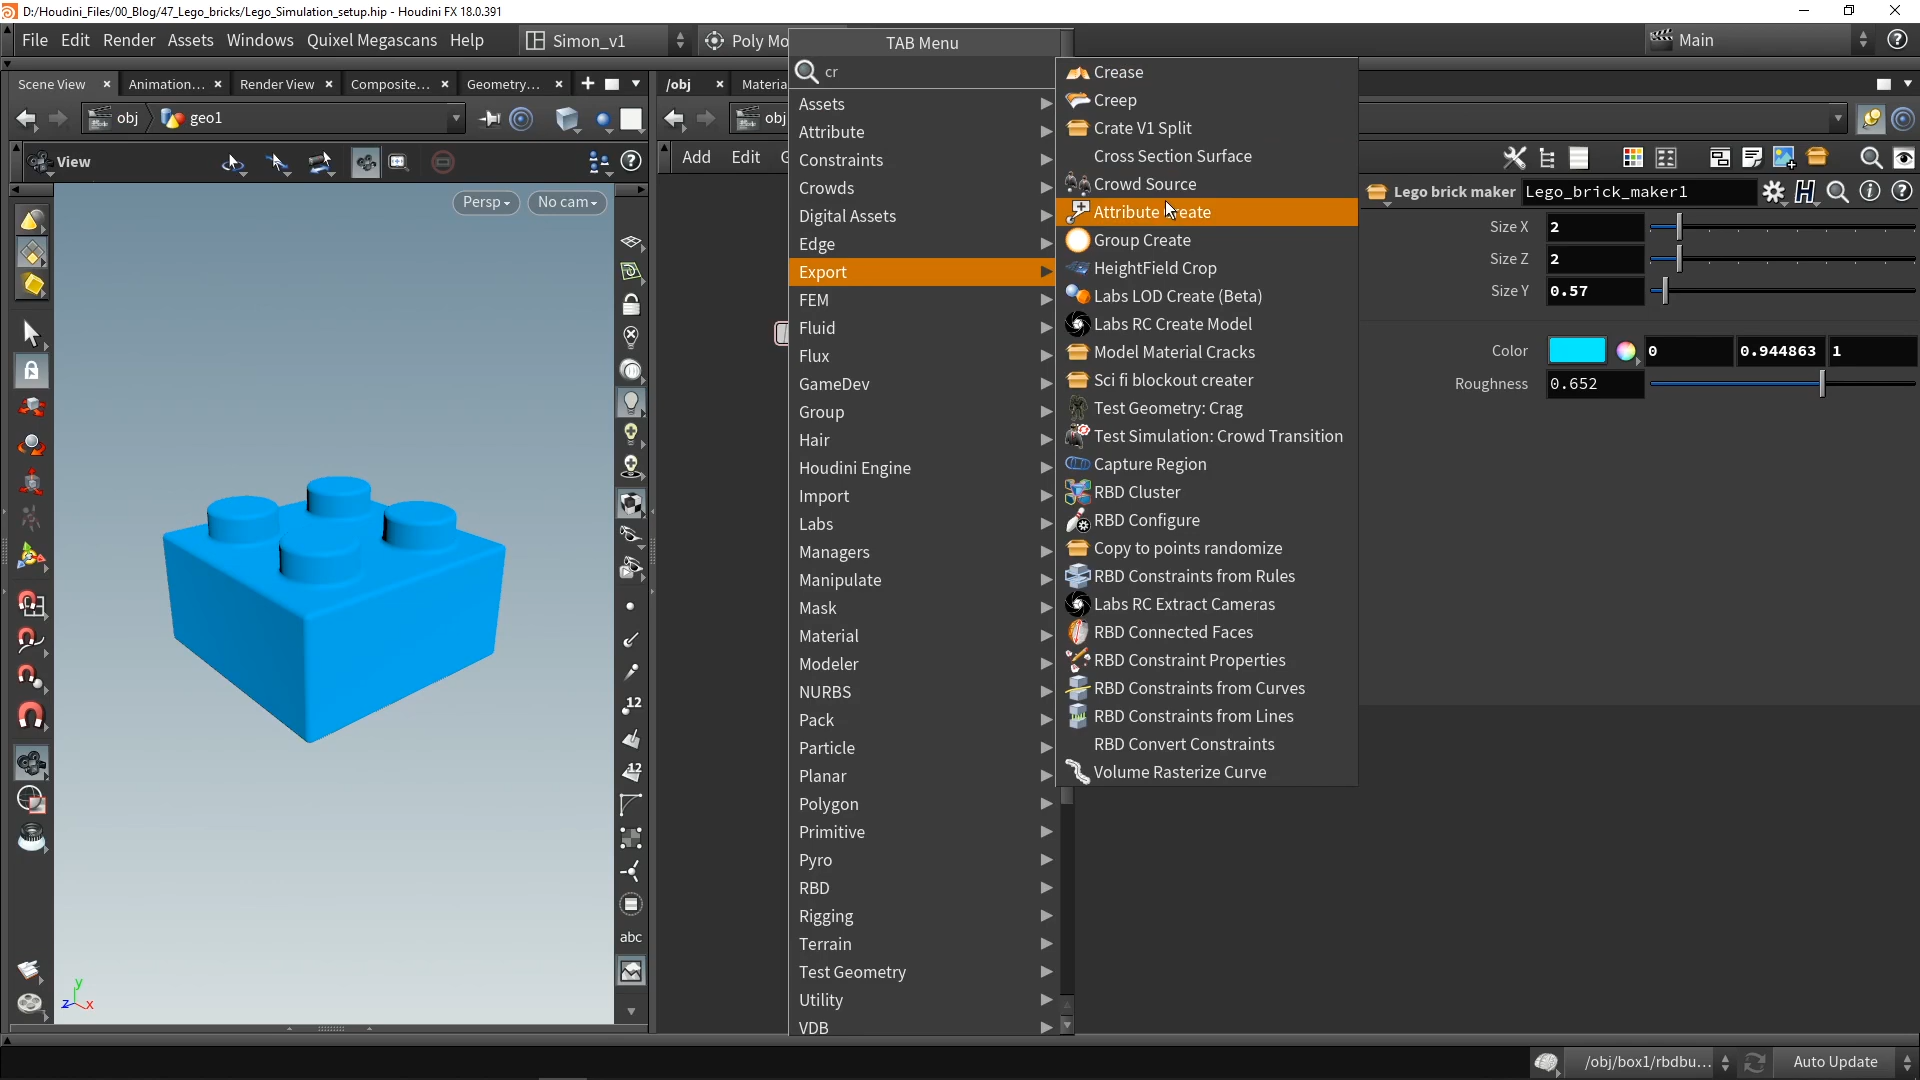 D:/Houdini_Files/00_Blog/47_Lego_bricks/Lego_Simulation_setup.hip - Houdini FX 18.0.391
File Edit Render Assets Windows Quixel Megascans Help
Simon_v1
Poly Mo
Main
Scene View
Animation...
Render View
Composite...
Geometry...
/obj
Materia
obj
geo1
obj
View
Add Edit G
Persp
No cam
12
12
abc
y
z x
TAB Menu
cr
Assets
Attribute
Constraints
Crowds
Digital Assets
Edge
Export
FEM
Fluid
Flux
GameDev
Group
Hair
Houdini Engine
Import
Labs
Managers
Manipulate
Mask
Material
Modeler
NURBS
Pack
Particle
Planar
Polygon
Primitive
Pyro
RBD
Rigging
Terrain
Test Geometry
Utility
VDB
Crease
Creep
Crate V1 Split
Cross Section Surface
Crowd Source
Attribute Create
Group Create
HeightField Crop
Labs LOD Create (Beta)
Labs RC Create Model
Model Material Cracks
Sci fi blockout creater
Test Geometry: Crag
Test Simulation: Crowd Transition
Capture Region
RBD Cluster
RBD Configure
Copy to points randomize
RBD Constraints from Rules
Labs RC Extract Cameras
RBD Connected Faces
RBD Constraint Properties
RBD Constraints from Curves
RBD Constraints from Lines
RBD Convert Constraints
Volume Rasterize Curve
Lego brick maker Lego_brick_maker1
Size X 2
Size Z 2
Size Y 0.57
Color 0 0.944863 1
Roughness 0.652
/obj/box1/rbdbu...
Auto Update